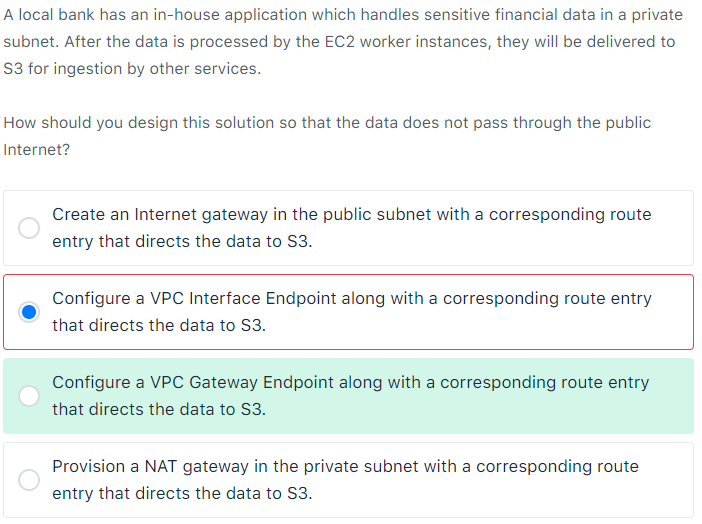 A local bank has an in-house application which handles sensitive financial data in a private
subnet. After the data is processed by the EC2 worker instances, they will be delivered to
S3 for ingestion by other services.
How should you design this solution so that the data does not pass through the public
Internet?
Create an Internet gateway in the public subnet with a corresponding route
entry that directs the data to S3.
Configure a VPC Interface Endpoint along with a corresponding route entry
that directs the data to S3.
Configure a VPC Gateway Endpoint along with a corresponding route entry
that directs the data to S3.
Provision a NAT gateway in the private subnet with a corresponding route
entry that directs the data to S3.